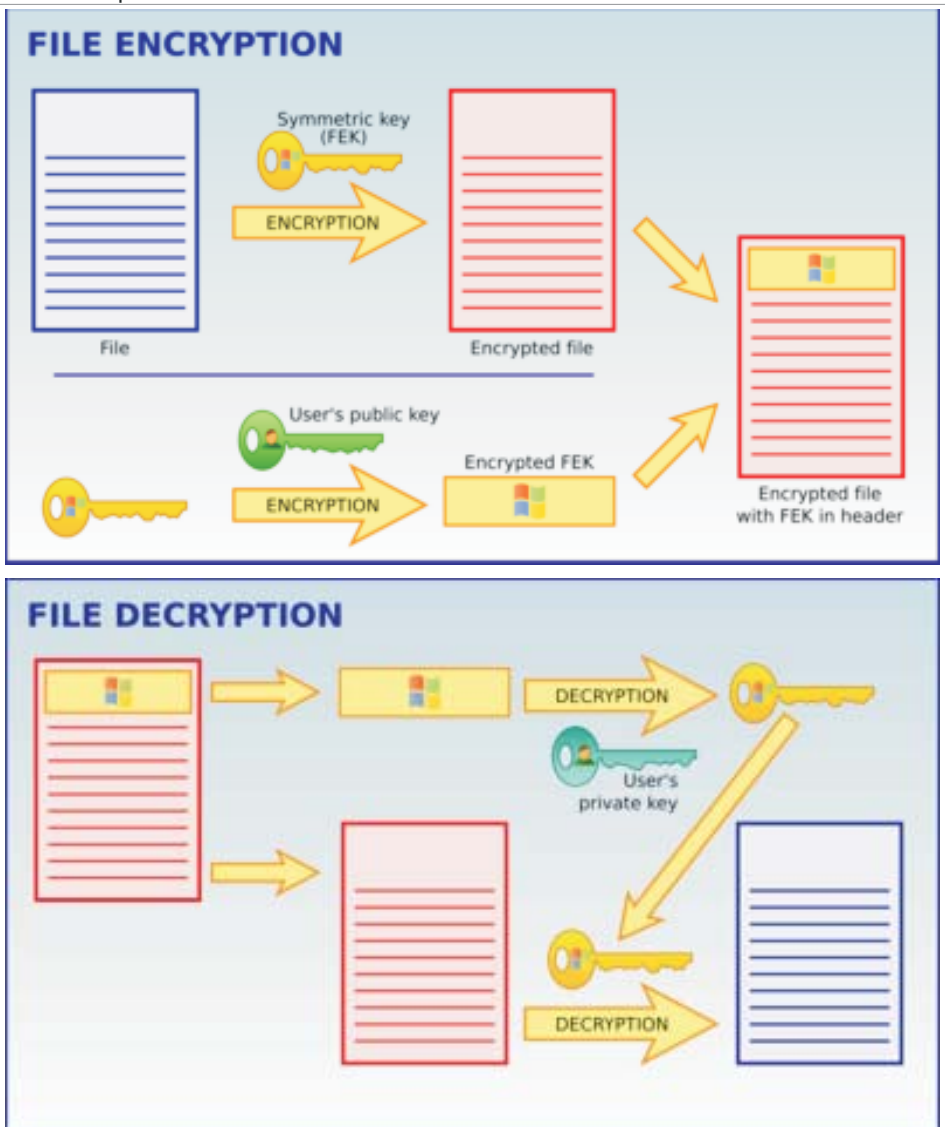 FILE ENCRYPTION
Symmetric key
(FEK)
ENCRYPTION
File
Encrypted file
User's public key
Encrypted FEK
ENCRYPTION
Encrypted file
with FEK in header
FILE DECRYPTION
DECRYPTION
User's
private key
DECRYPTION